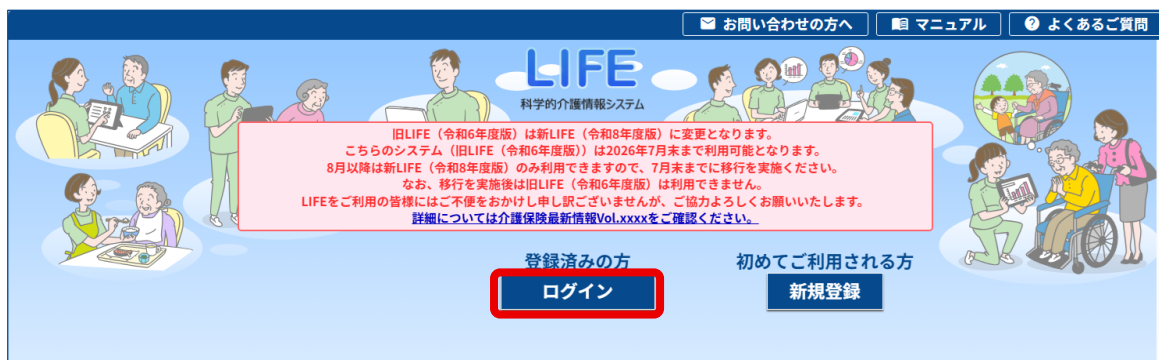 お問い合わせの方へ
マニュアル
よくあるご質問
LIFE
科学的介護情報システム
旧LIFE（令和6年度版）は新LIFE（令和8年度版）に変更となります。
こちらのシステム（旧LIFE（令和6年度版））は2026年7月末まで利用可能となります。
8月以降は新LIFE（令和8年度版）のみ利用できますので、7月末までに移行を実施ください。
なお、移行を実施後は旧LIFE（令和6年度版）は利用できません。
LIFEをご利用の皆様にはご不便をおかけし申し訳ございませんが、ご協力よろしくお願いいたします。
詳細については介護保険最新情報Vol.xxxxをご確認ください。
登録済みの方
初めてご利用される方
ログイン
新規登録